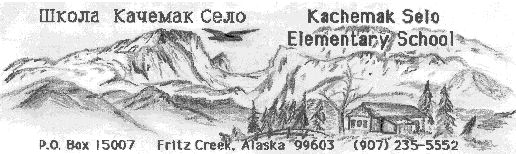 Школа Качемак Село
Kachemak Selo
Elementary School
P.O. Box 15007 Fritz Creek, Alaska 99603 (907) 235-5552